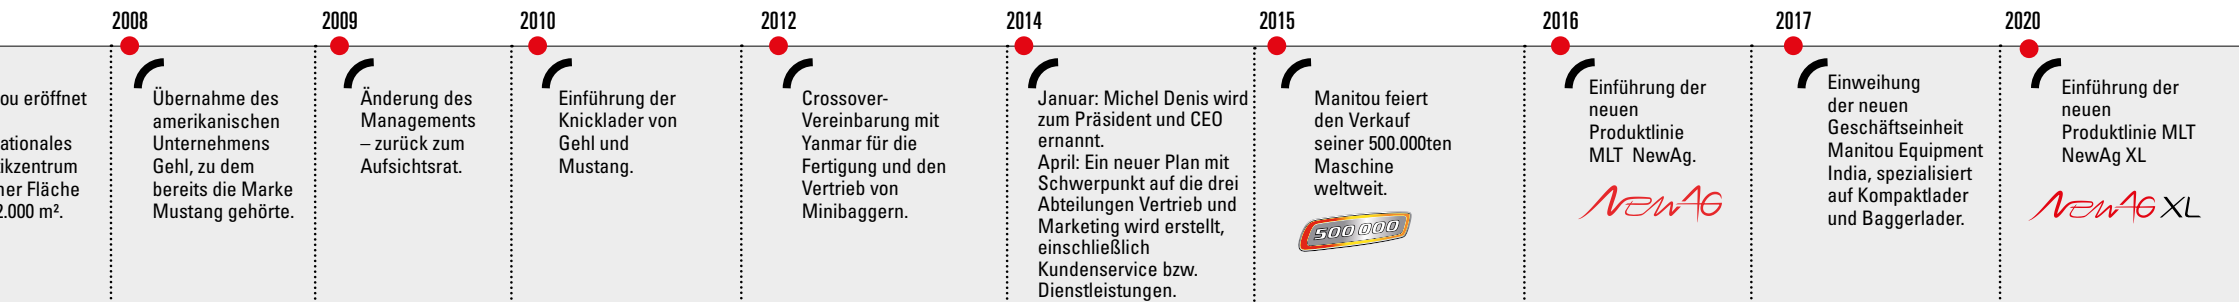 2008
2009
2010
2012
2014
2015
2016
2017
2020
eröffnet
Fläche
2.000 m².
Übernahme des
amerikanischen
Unternehmens
Gehl, zu dem
bereits die Marke
Mustang gehörte.
Änderung des
Managements
– zurück zum
Aufsichtsrat.
Einführung der
Knicklader von
Gehl und
Mustang.
Crossover-
Vereinbarung mit
Yanmar für die
Fertigung und den
Vertrieb von
Minibaggern.
Januar: Michel Denis wird
zum Präsident und CEO
ernannt.
April: Ein neuer Plan mit
Schwerpunkt auf die drei
Abteilungen Vertrieb und
Marketing wird erstellt,
einschließlich
Kundenservice bzw.
Dienstleistungen.
Manitou feiert
den Verkauf
seiner 500.000ten
Maschine
weltweit.
500 000
Einführung der
neuen
Produktlinie
MLT NewAg.
NewAG
Einweihung
der neuen
Geschäftseinheit
Manitou Equipment
India, spezialisiert
auf Kompaktlader
und Baggerlader.
Einführung der
neuen
Produktlinie MLT
NewAg XL
NewAG XL